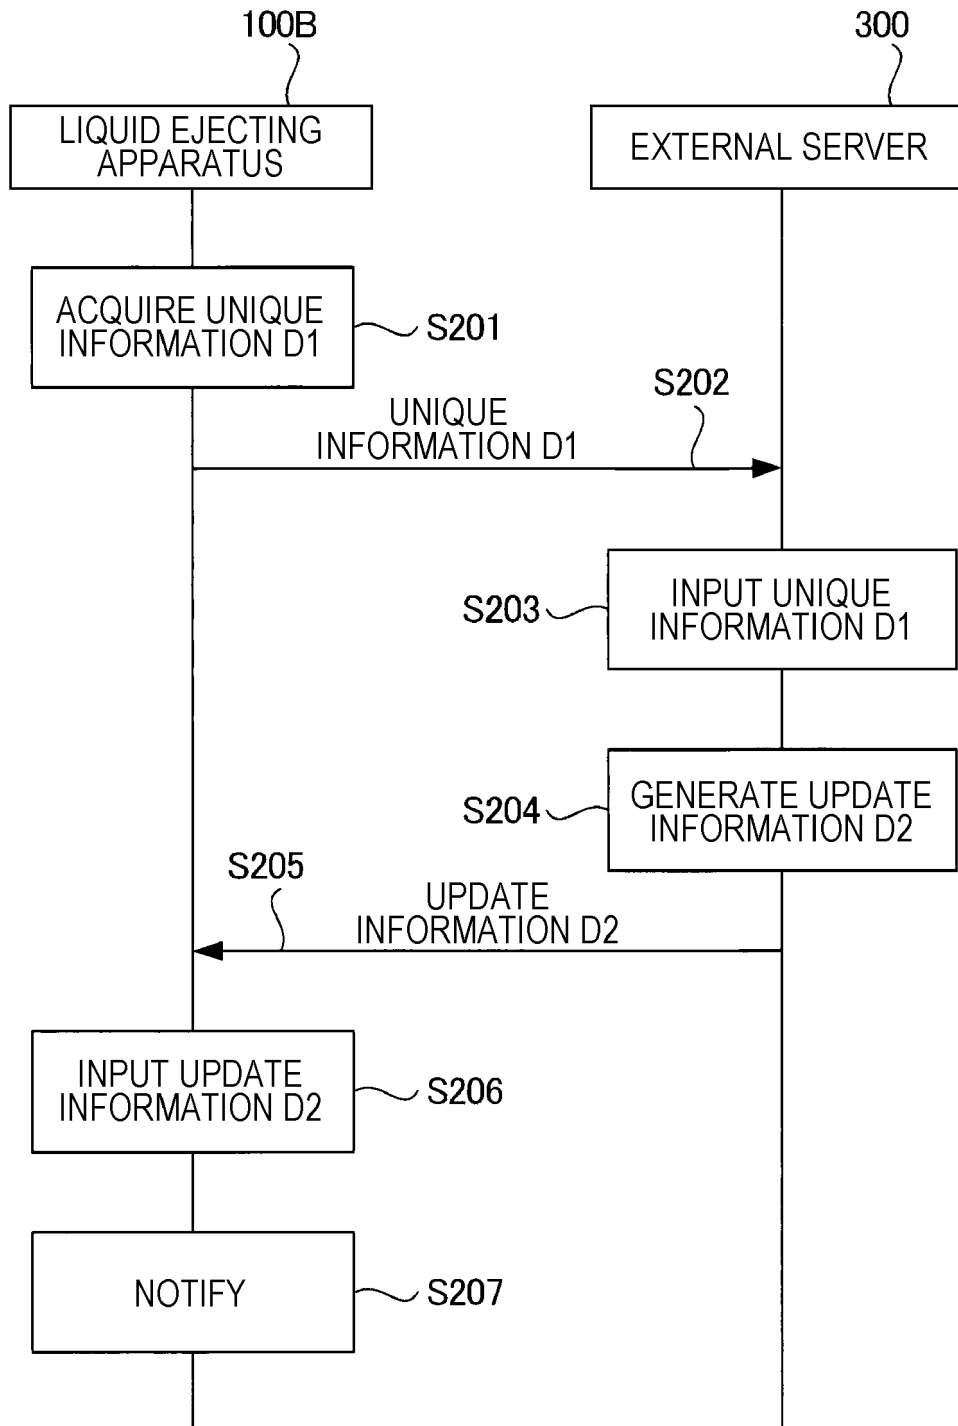 100B
300
LIQUID EJECTING
APPARATUS
EXTERNAL SERVER
ACQUIRE UNIQUE
INFORMATION D1
S201
S202
UNIQUE
INFORMATION D1
S203
INPUT UNIQUE
INFORMATION D1
S204
GENERATE UPDATE
INFORMATION D2
S205
UPDATE
INFORMATION D2
INPUT UPDATE
INFORMATION D2
S206
NOTIFY
S207